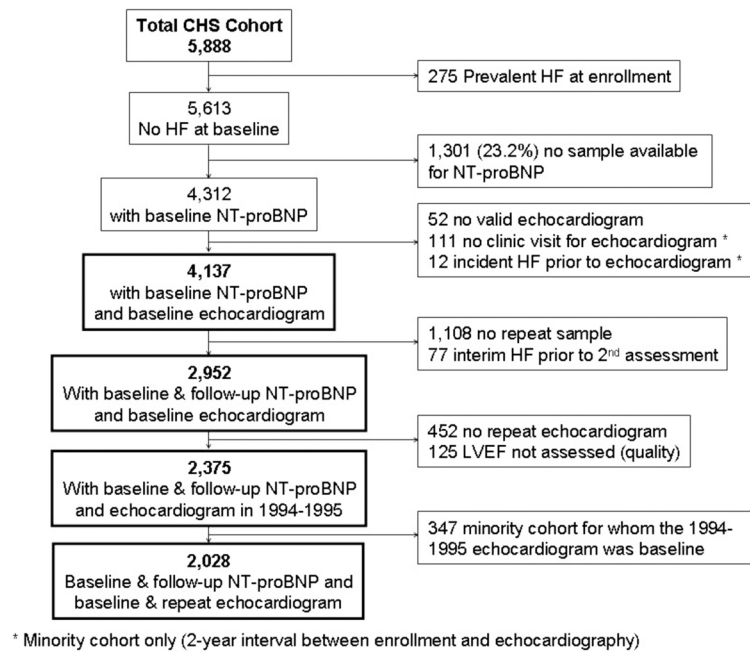 Total CHS Cohort
5,888
275 Prevalent HF at enrollment
5,613
No HF at baseline
1,301 (23.2%) no sample available
for NT-proBNP
4,312
with baseline NT-proBNP
52 no valid echocardiogram
111 no clinic visit for echocardiogram *
12 incident HF prior to echocardiogram *
4,137
with baseline NT-proBNP
and baseline echocardiogram
1,108 no repeat sample
77 interim HF prior to 2nd assessment
2,952
With baseline & follow-up NT-proBNP
and baseline echocardiogram
452 no repeat echocardiogram
125 LVEF not assessed (quality)
2,375
With baseline & follow-up NT-proBNP
and echocardiogram in 1994-1995
347 minority cohort for whom the 1994-
1995 echocardiogram was baseline
2,028
Baseline & follow-up NT-proBNP and
baseline & repeat echocardiogram
* Minority cohort only (2-year interval between enrollment and echocardiography)